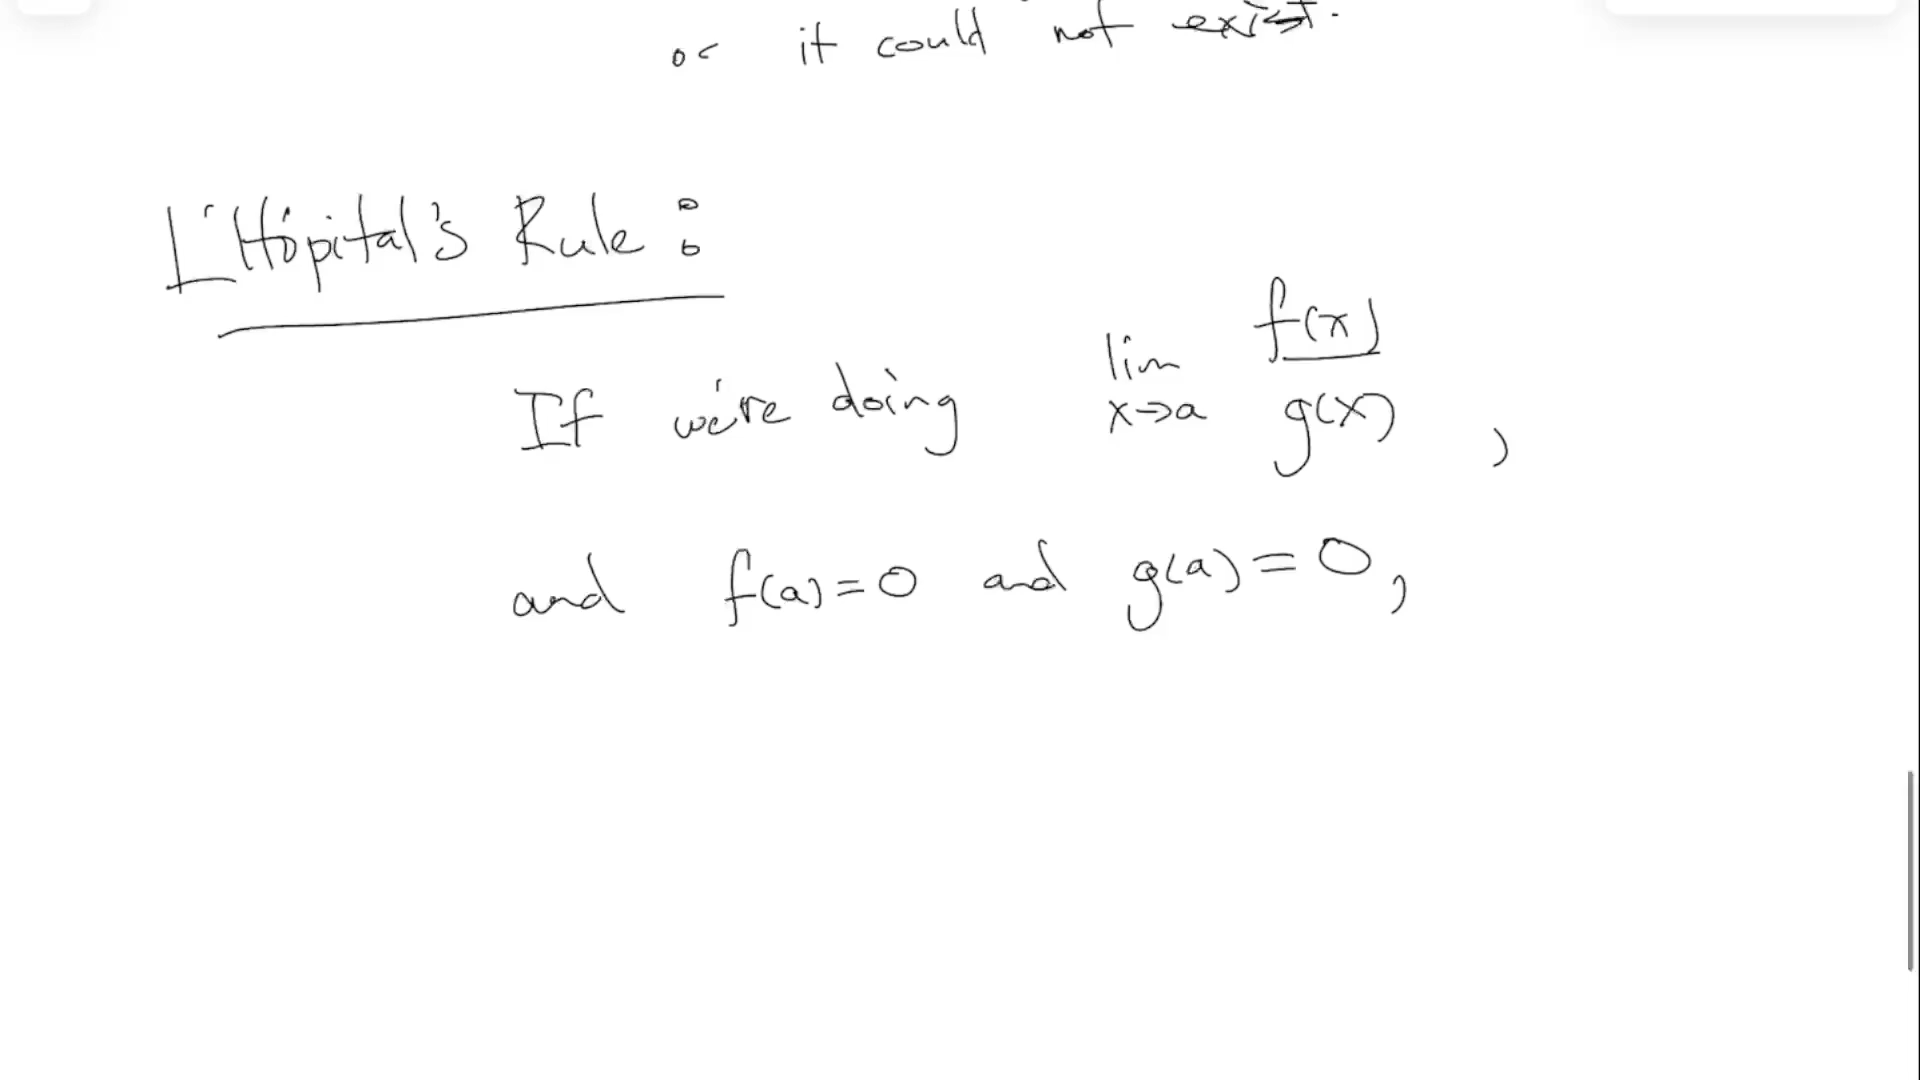 or it could not exist.
L'Hôpital's Rule:
If we're doing lim x→a f(x)/g(x),
and f(a)=0 and g(a)=0,